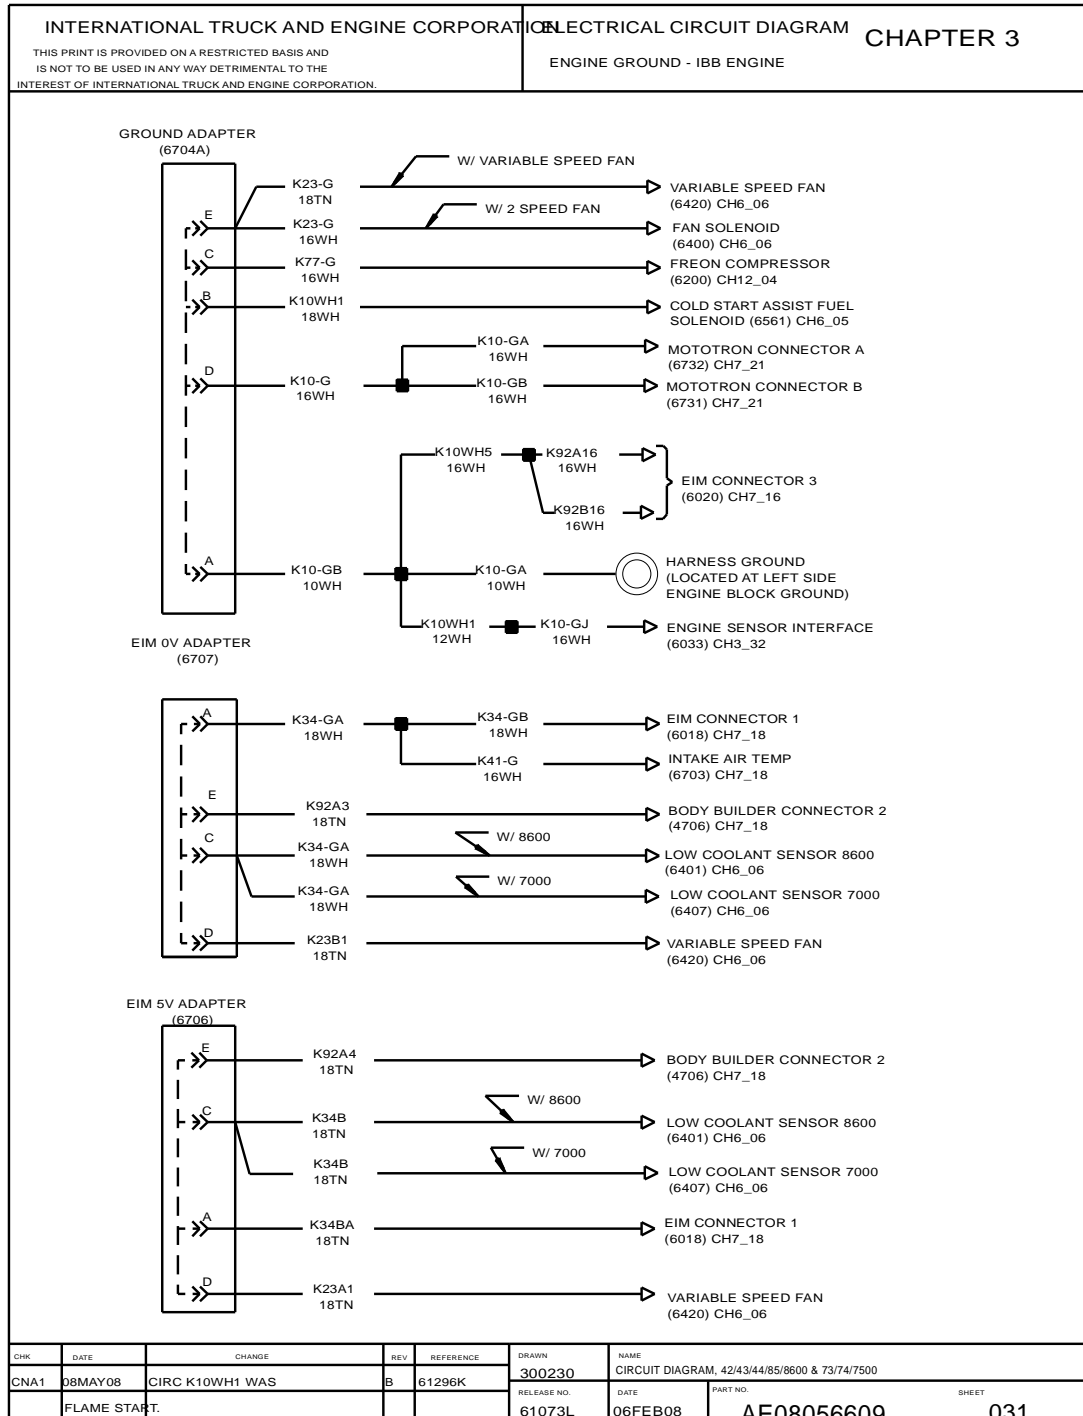 INTERNATIONAL TRUCK AND ENGINE CORPORATION
THIS PRINT IS PROVIDED ON A RESTRICTED BASIS AND
IS NOT TO BE USED IN ANY WAY DETRIMENTAL TO THE
INTEREST OF INTERNATIONAL TRUCK AND ENGINE CORPORATION.
ELECTRICAL CIRCUIT DIAGRAM
ENGINE GROUND - IBB ENGINE
CHAPTER 3
GROUND ADAPTER
(6704A)
W/ VARIABLE SPEED FAN
K23-G
18TN
VARIABLE SPEED FAN
(6420) CH6_06
E
W/ 2 SPEED FAN
K23-G
16WH
FAN SOLENOID
(6400) CH6_06
C
K77-G
16WH
FREON COMPRESSOR
(6200) CH12_04
B
K10WH1
18WH
COLD START ASSIST FUEL
SOLENOID (6561) CH6_05
K10-GA
16WH
MOTOTRON CONNECTOR A
(6732) CH7_21
D
K10-G
16WH
K10-GB
16WH
MOTOTRON CONNECTOR B
(6731) CH7_21
K10WH5
16WH
K92A16
16WH
K92B16
16WH
EIM CONNECTOR 3
(6020) CH7_16
A
K10-GB
10WH
K10-GA
10WH
HARNESS GROUND
(LOCATED AT LEFT SIDE
ENGINE BLOCK GROUND)
K10WH1
12WH
K10-GJ
16WH
ENGINE SENSOR INTERFACE
(6033) CH3_32
EIM 0V ADAPTER
(6707)
A
K34-GA
18WH
K34-GB
18WH
EIM CONNECTOR 1
(6018) CH7_18
K41-G
16WH
INTAKE AIR TEMP
(6703) CH7_18
E
K92A3
18TN
BODY BUILDER CONNECTOR 2
(4706) CH7_18
C
W/ 8600
K34-GA
18WH
LOW COOLANT SENSOR 8600
(6401) CH6_06
W/ 7000
K34-GA
18WH
LOW COOLANT SENSOR 7000
(6407) CH6_06
D
K23B1
18TN
VARIABLE SPEED FAN
(6420) CH6_06
EIM 5V ADAPTER
(6706)
E
K92A4
18TN
BODY BUILDER CONNECTOR 2
(4706) CH7_18
W/ 8600
C
K34B
18TN
LOW COOLANT SENSOR 8600
(6401) CH6_06
W/ 7000
K34B
18TN
LOW COOLANT SENSOR 7000
(6407) CH6_06
A
K34BA
18TN
EIM CONNECTOR 1
(6018) CH7_18
D
K23A1
18TN
VARIABLE SPEED FAN
(6420) CH6_06
CHK DATE CHANGE REV REFERENCE
CNA1 08MAY08 CIRC K10WH1 WAS B 61296K
FLAME START.
DRAWN
300230
NAME
CIRCUIT DIAGRAM, 42/43/44/85/8600 & 73/74/7500
RELEASE NO.
61073L
DATE
06FEB08
PART NO.
AE08056609
SHEET
031